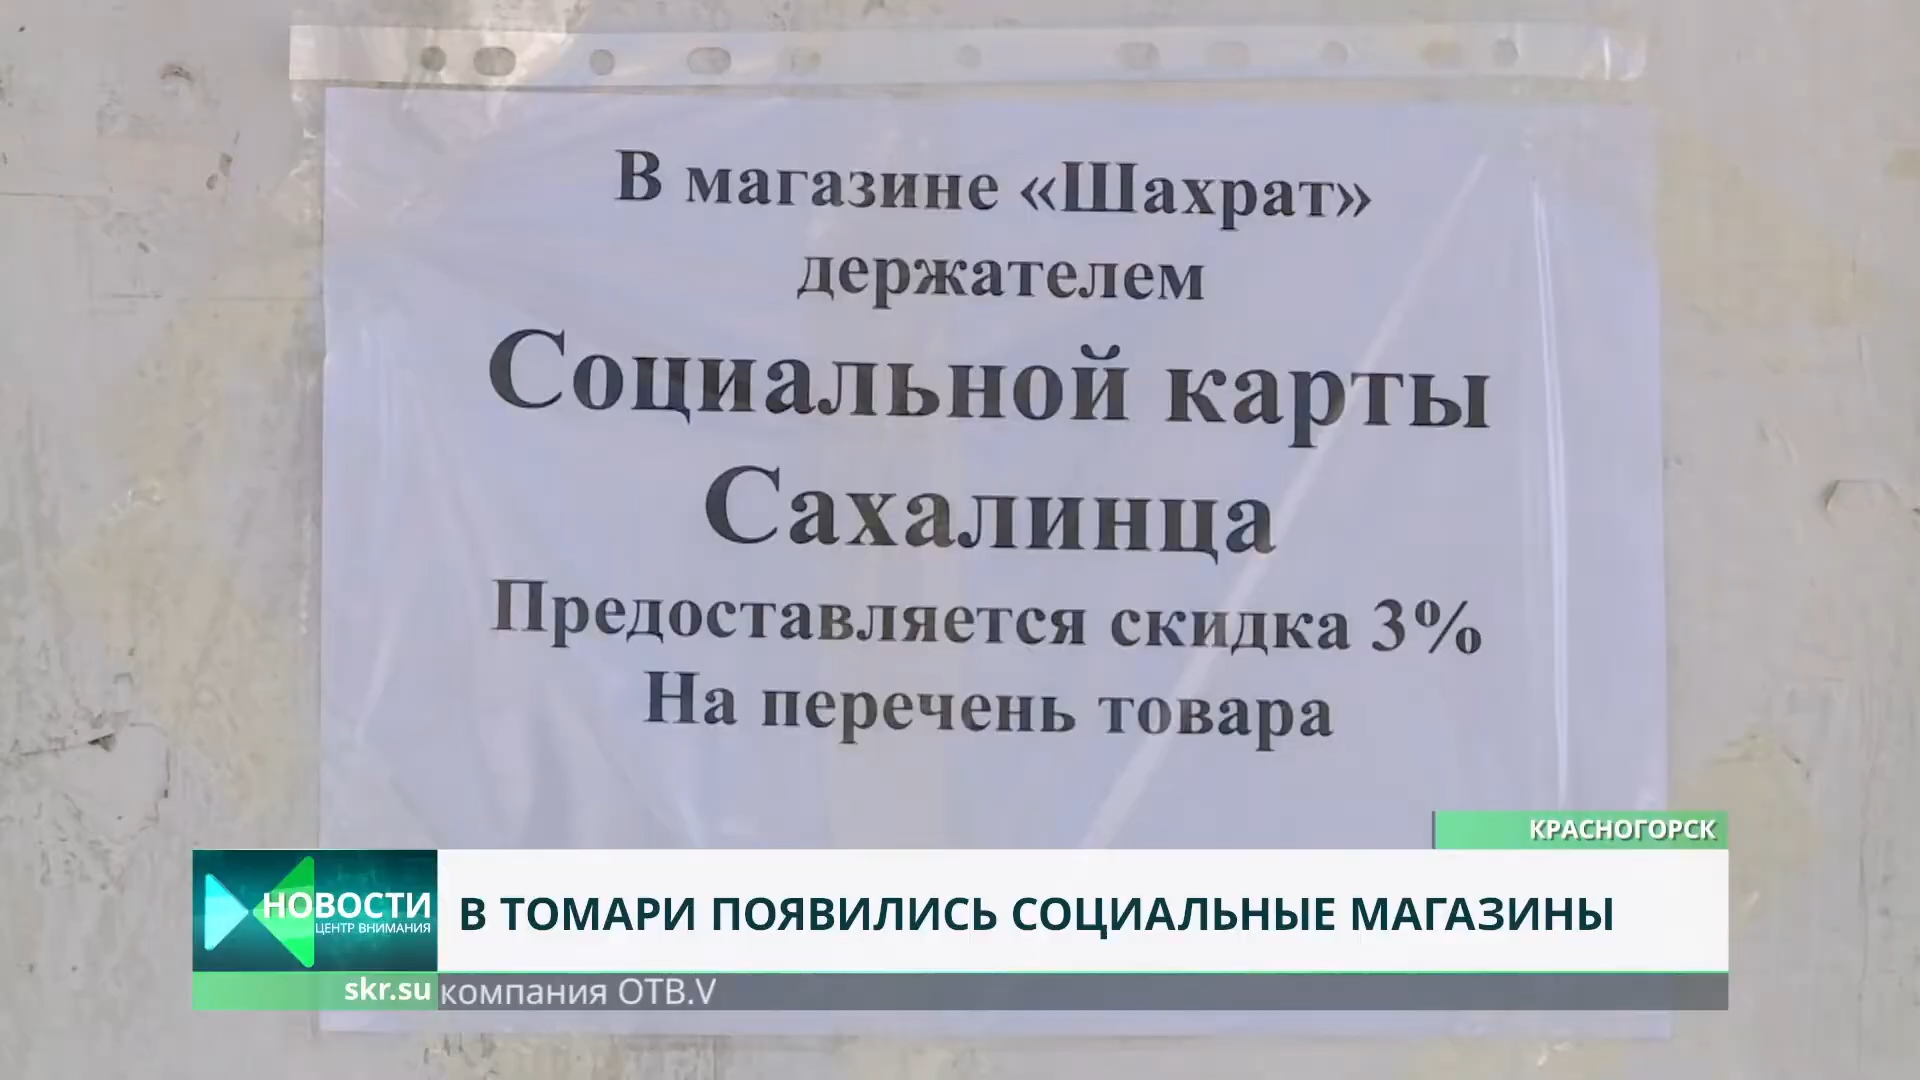 В магазине «Шахрат»
держателем
Социальной карты
Сахалинца
Предоставляется скидка 3%
На перечень товара
КРАСНОГОРСК
НОВОСТИ
ЦЕНТР ВНИМАНИЯ
В ТОМАРИ ПОЯВИЛИСЬ СОЦИАЛЬНЫЕ МАГАЗИНЫ
skr.su
компания ОТВ.V